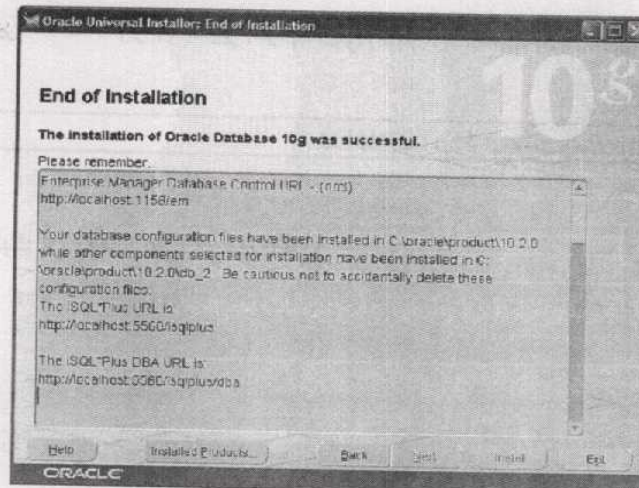 Oracle Universal Installer: End of Installation
10g
End of Installation
The installation of Oracle Database 10g was successful.
Please remember...
Enterprise Manager Database Control URL - (orcl)
http://localhost:1158/em
Your database configuration files have been installed in C:\oracle\product\10.2.0
while other components selected for installation have been installed in C:
\oracle\product\10.2.0\db_2. Be cautious not to accidentally delete these
configuration files.
The iSQL*Plus URL is:
http://localhost:5560/isqlplus
The iSQL*Plus DBA URL is:
http://localhost:5560/isqlplus/dba
Help
Installed Products...
Back
Next
Install
Exit
ORACLE